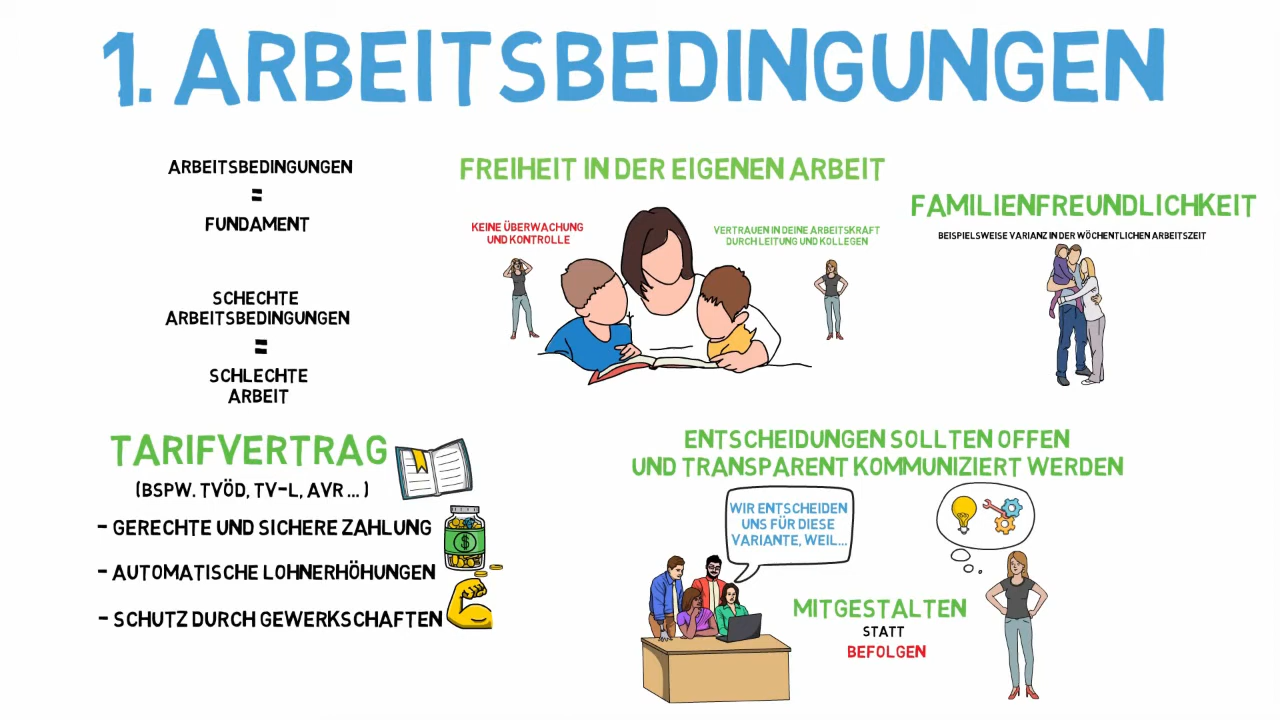 1. ARBEITSBEDINGUNGEN
ARBEITSBEDINGUNGEN
=
FUNDAMENT
SCHECHTE
ARBEITSBEDINGUNGEN
=
SCHLECHTE
ARBEIT
FREIHEIT IN DER EIGENEN ARBEIT
KEINE ÜBERWACHUNG
UND KONTROLLE
VERTRAUEN IN DEINE ARBEITSKRAFT
DURCH LEITUNG UND KOLLEGEN
FAMILIENFREUNDLICHKEIT
BEISPIELSWEISE VARIANZ IN DER WÖCHENTLICHEN ARBEITSZEIT
TARIFVERTRAG
(BSPW. TVÖD, TV-L, AVR ... )
- GERECHTE UND SICHERE ZAHLUNG
- AUTOMATISCHE LOHNERHÖHUNGEN
- SCHUTZ DURCH GEWERKSCHAFTEN
$
ENTSCHEIDUNGEN SOLLTEN OFFEN
UND TRANSPARENT KOMMUNIZIERT WERDEN
WIR ENTSCHEIDEN
UNS FÜR DIESE
VARIANTE, WEIL...
MITGESTALTEN
STATT
BEFOLGEN